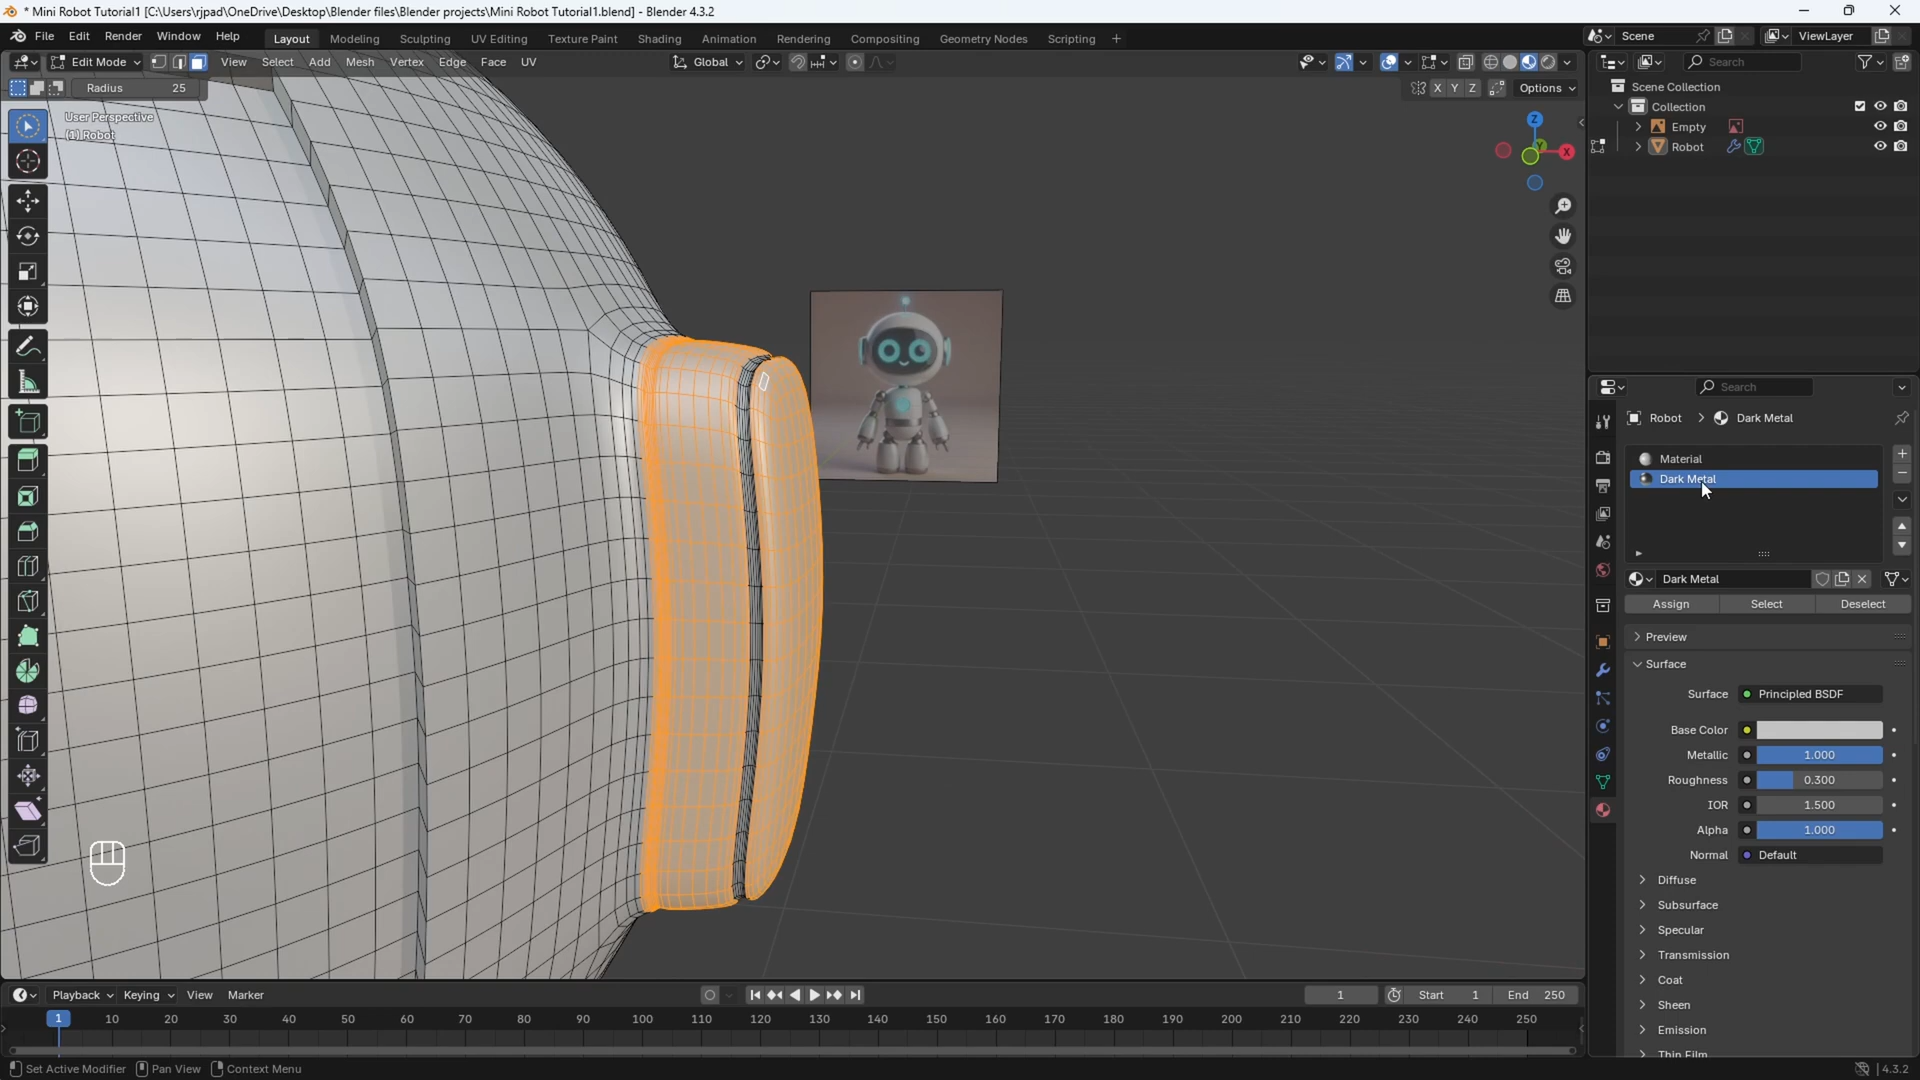 * Mini Robot Tutorial1 [C:\Users\rjpad\OneDrive\Desktop\Blender files\Blender projects\Mini Robot Tutorial1.blend] - Blender 4.3.2
File Edit Render Window Help Layout Modeling Sculpting UV Editing Texture Paint Shading Animation Rendering Compositing Geometry Nodes Scripting + Scene ViewLayer
Edit Mode View Select Add Mesh Vertex Edge Face UV Global Search
Radius 25 X Y Z Options Scene Collection
User Perspective
(1) Robot
Collection
Empty
Robot
Z
Y
X
Search
Robot > Dark Metal
Material
Dark Metal
Dark Metal
Assign Select Deselect
Preview
Surface
Surface Principled BSDF
Base Color
Metallic 1.000
Roughness 0.300
IOR 1.500
Alpha 1.000
Normal Default
Diffuse
Subsurface
Specular
Transmission
Coat
Sheen
Emission
Thin Film
Playback Keying View Marker 1 Start 1 End 250
1 10 20 30 40 50 60 70 80 90 100 110 120 130 140 150 160 170 180 190 200 210 220 230 240 250
Set Active Modifier Pan View Context Menu 4.3.2